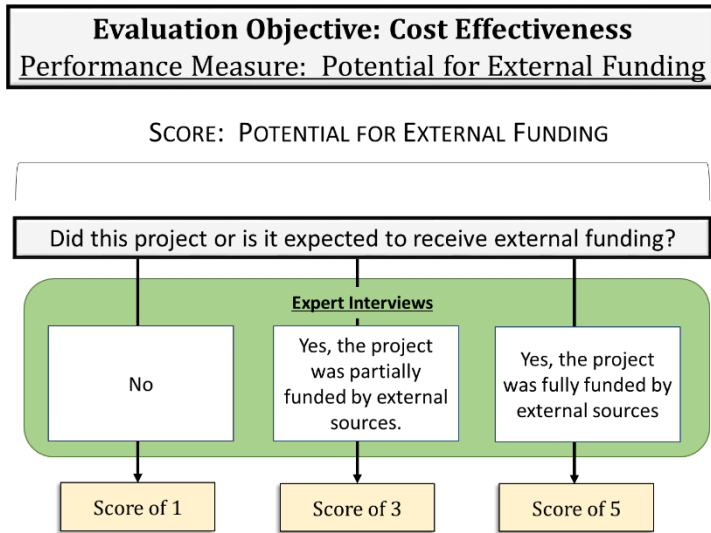 Evaluation Objective: Cost Effectiveness
Performance Measure: Potential for External Funding
SCORE: POTENTIAL FOR EXTERNAL FUNDING
Did this project or is it expected to receive external funding?
Expert Interviews
No
Yes, the project
was partially
funded by external
sources.
Yes, the project
was fully funded by
external sources
Score of 1
Score of 3
Score of 5